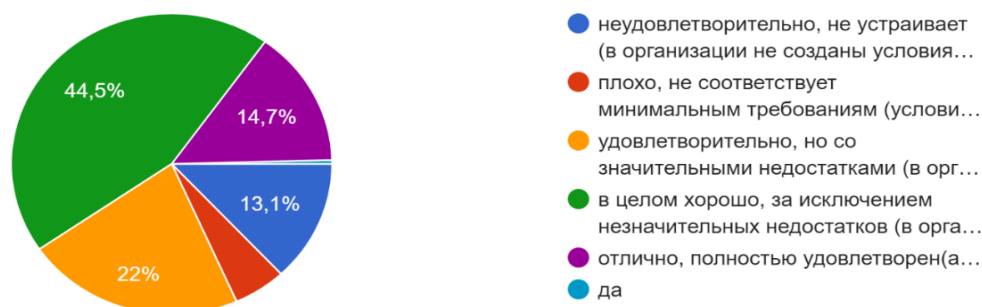 44,5%
14,7%
13,1%
22%
неудовлетворительно, не устраивает
(в организации не созданы условия…
плохо, не соответствует
минимальным требованиям (услови…
удовлетворительно, но со
значительными недостатками (в орг…
в целом хорошо, за исключением
незначительных недостатков (в орга…
отлично, полностью удовлетворен(а…
да